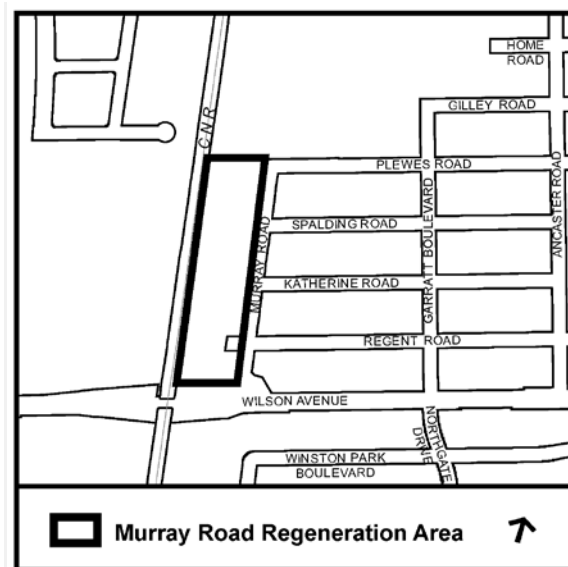 HOME
ROAD
GILLEY ROAD
CNR
PLEWES ROAD
ANCASTER ROAD
GARRATT BOULEVARD
MURRAY ROAD
SPALDING ROAD
KATHERINE ROAD
REGENT ROAD
WILSON AVENUE
NORTHGATE
DRIVE
WINSTON PARK
BOULEVARD
Murray Road Regeneration Area